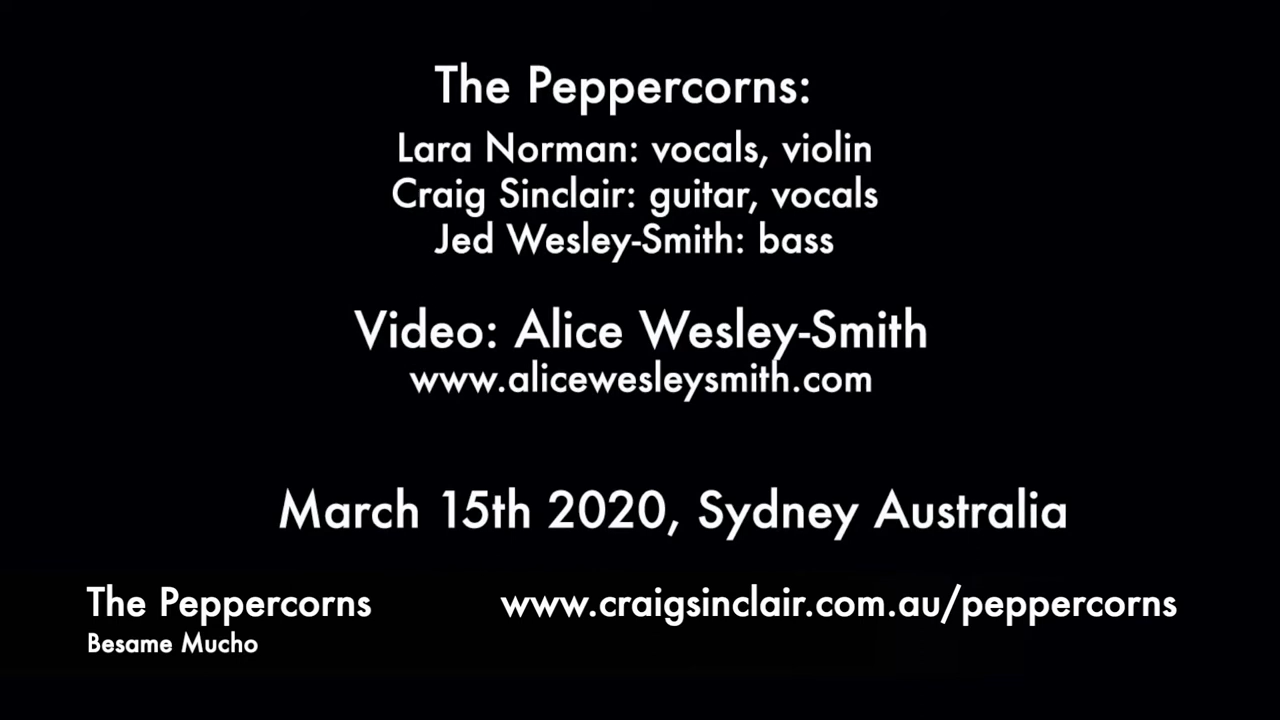 The Peppercorns:
Lara Norman: vocals, violin
Craig Sinclair: guitar, vocals
Jed Wesley-Smith: bass
Video: Alice Wesley-Smith
www.alicewesleysmith.com
March 15th 2020, Sydney Australia
The Peppercorns
Besame Mucho
www.craigsinclair.com.au/peppercorns